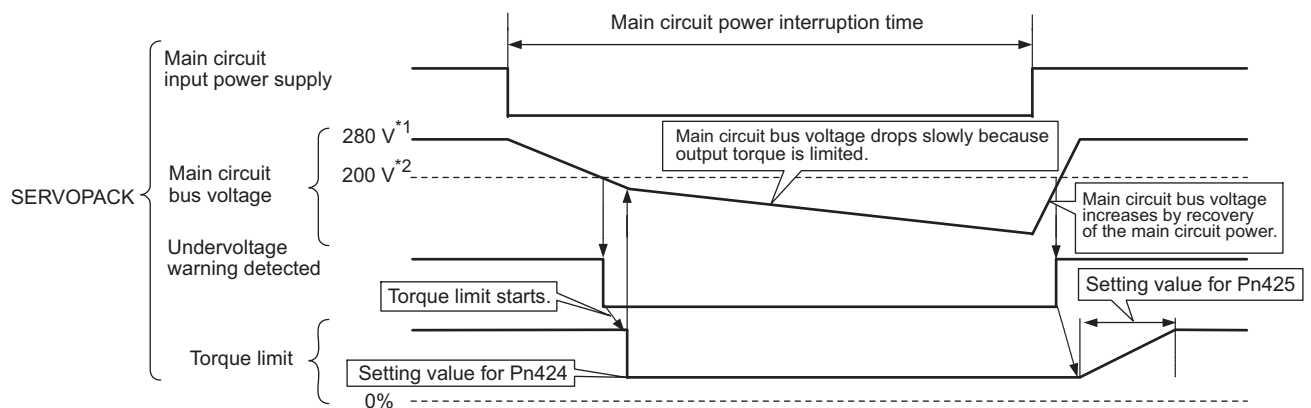 Main circuit power interruption time
Main circuit
input power supply
280 V*1
Main circuit bus voltage drops slowly because
output torque is limited.
200 V*2
Main circuit
bus voltage
SERVOPACK
Main circuit bus voltage
increases by recovery
of the main circuit power.
Undervoltage
warning detected
Torque limit starts.
Setting value for Pn425
Torque limit
Setting value for Pn424
0%